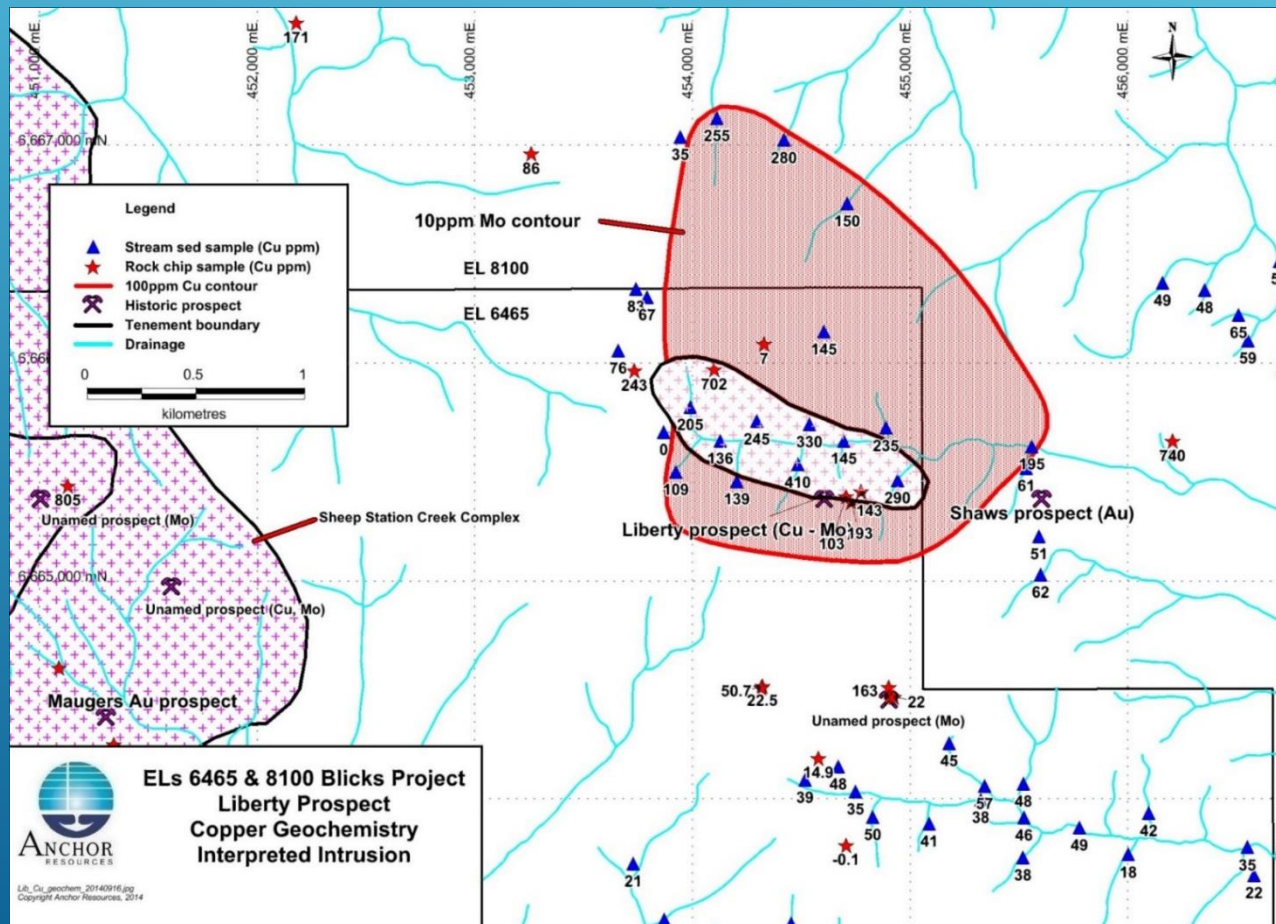 451,000 mE
452,000 mE
453,000 mE
454,000 mE
455,000 mE
456,000 mE
N
171
6,667,000 mN
86
35
255
280
150
Legend
Stream sed sample (Cu ppm)
Rock chip sample (Cu ppm)
100ppm Cu contour
Historic prospect
Tenement boundary
Drainage
0 0.5 1
kilometres
10ppm Mo contour
EL 8100
EL 6465
83
67
49
48
65
59
145
7
76
243
702
205
245
330
235
0
136
145
195
740
109
139
410
290
61
143
193
103
Liberty prospect (Cu - Mo)
Shaws prospect (Au)
51
62
805
Unamed prospect (Mo)
Sheep Station Creek Complex
6,665,000 mN
Unamed prospect (Cu, Mo)
Maugers Au prospect
50.7
22.5
163
22
Unamed prospect (Mo)
45
14.9
48
39
35
57
38
48
50
41
46
49
42
-0.1
38
18
35
22
21
ANCHOR
RESOURCES
ELs 6465 & 8100 Blicks Project
Liberty Prospect
Copper Geochemistry
Interpreted Intrusion
Lib_Cu_geochem_20140916.jpg
Copyright Anchor Resources, 2014